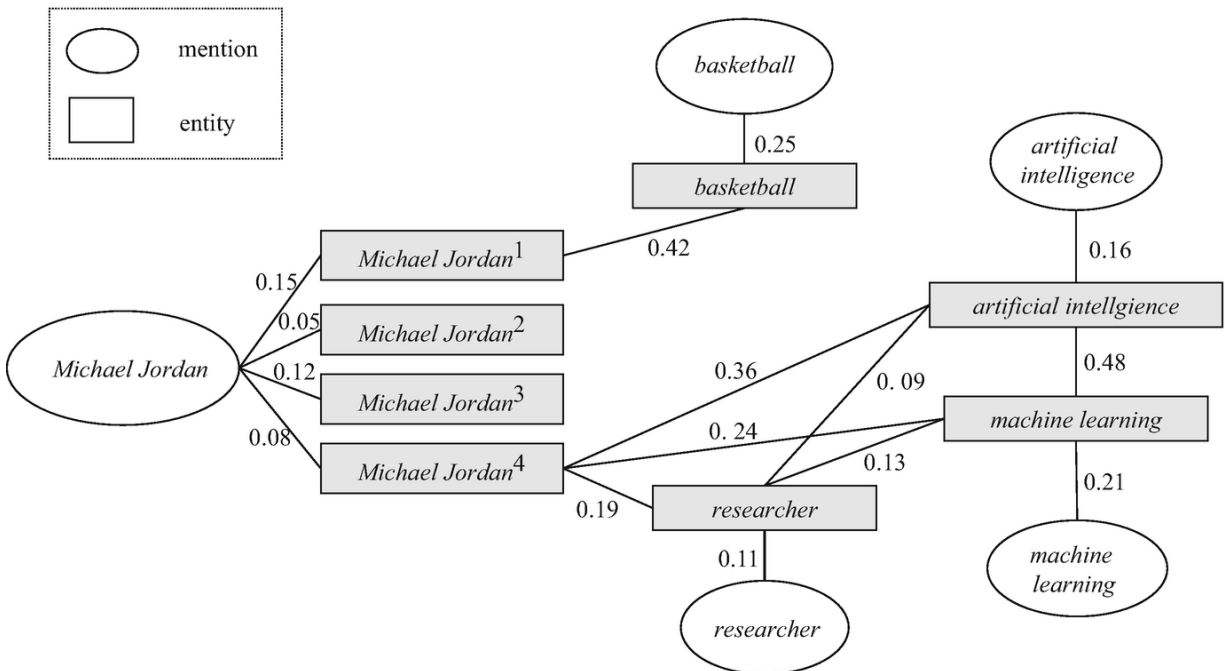 mention
entity
basketball
0.25
basketball
artificial
intelligence
0.16
0.42
Michael Jordan1
0.15
artificial intellgience
0.05
Michael Jordan2
Michael Jordan
0.12
0.36
0. 09
0.48
Michael Jordan3
machine learning
0.08
0. 24
Michael Jordan4
0.13
0.19
researcher
0.21
0.11
machine
learning
researcher